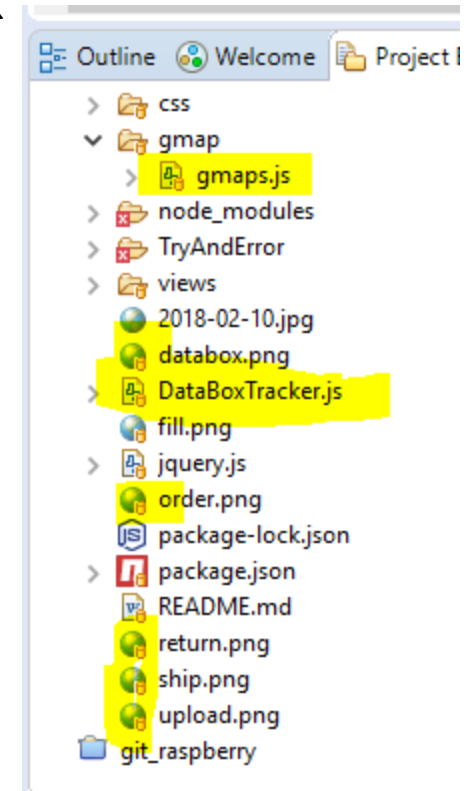 Outline Welcome Project E
css
gmap
gmaps.js
node_modules
TryAndError
views
2018-02-10.jpg
databox.png
DataBoxTracker.js
fill.png
jquery.js
order.png
package-lock.json
package.json
README.md
return.png
ship.png
upload.png
git_raspberry